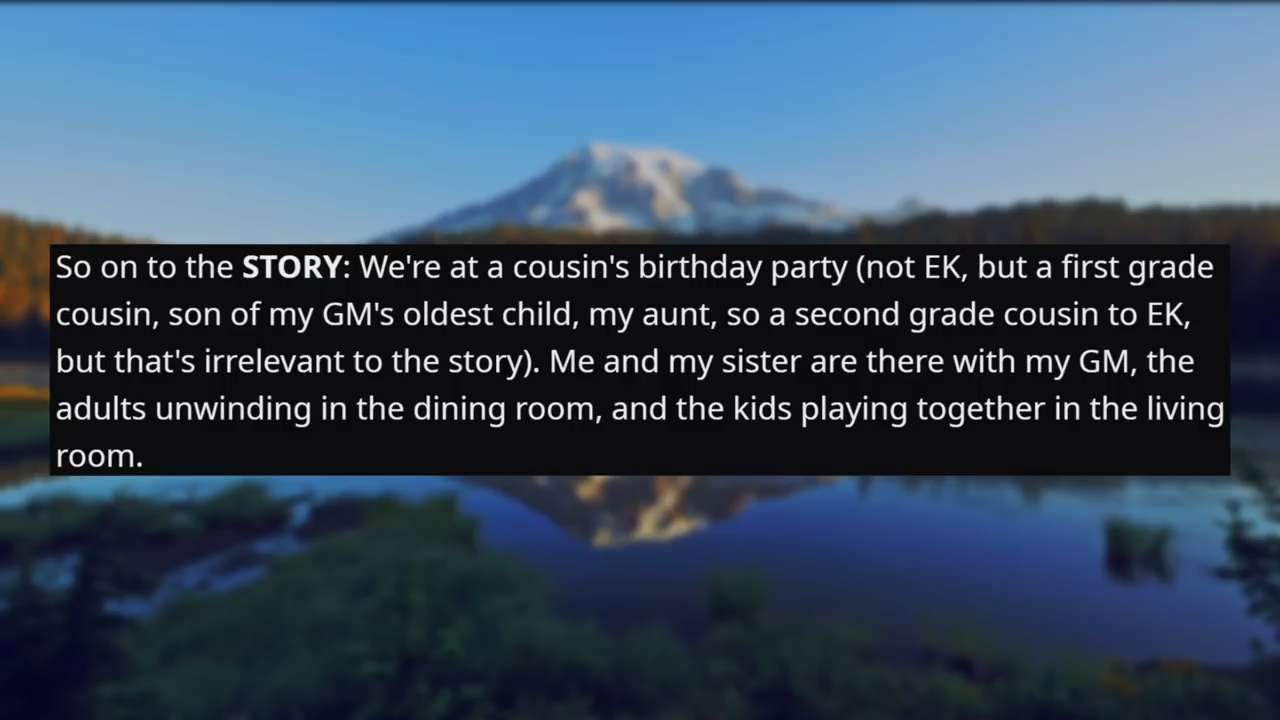 So on to the STORY: We're at a cousin's birthday party (not EK, but a first grade
cousin, son of my GM's oldest child, my aunt, so a second grade cousin to EK,
but that's irrelevant to the story). Me and my sister are there with my GM, the
adults unwinding in the dining room, and the kids playing together in the living
room.